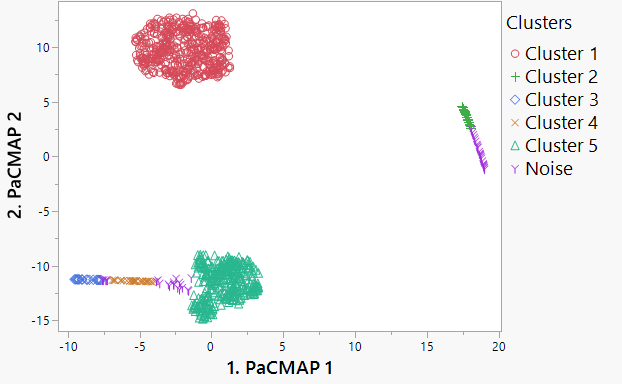 Clusters
Cluster 1
Cluster 2
Cluster 3
Cluster 4
Cluster 5
Noise
2. PaCMAP 2
10
5
0
-5
-10
-15
-10
-5
0
5
10
15
20
1. PaCMAP 1